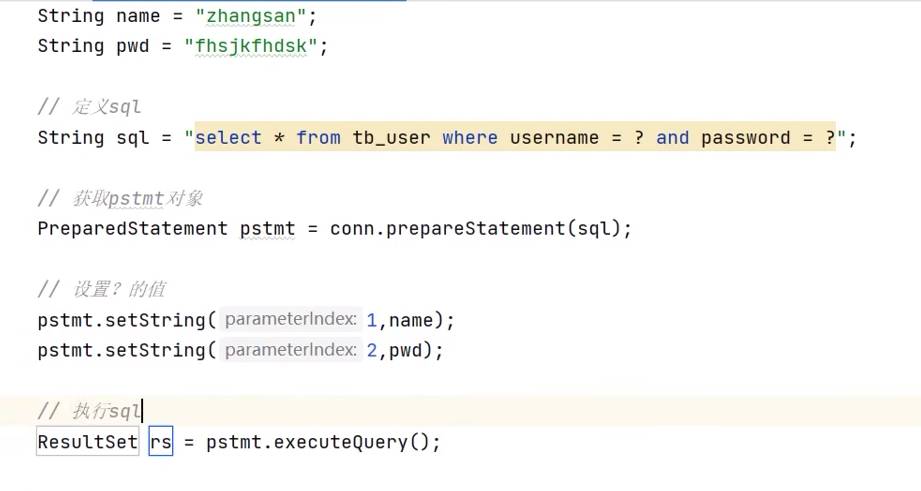 String name = "zhangsan";
String pwd = "fhsjkfhdsk";
// 定义sql
String sql = "select * from tb_user where username = ? and password = ?";
// 获取pstmt对象
PreparedStatement pstmt = conn.prepareStatement(sql);
// 设置？的值
pstmt.setString( parameterIndex: 1,name);
pstmt.setString( parameterIndex: 2,pwd);
// 执行sql
ResultSet rs = pstmt.executeQuery();